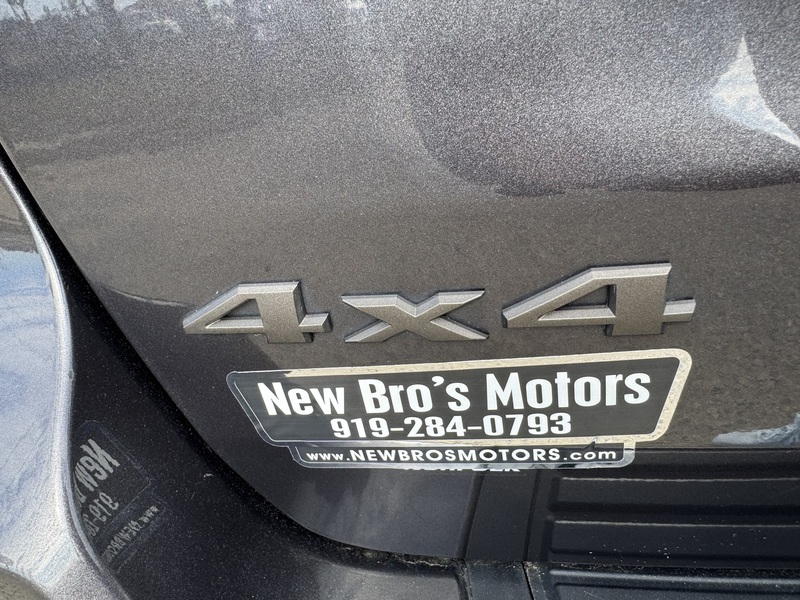 4x4
New Bro's Motors
919-284-0793
www.NEWBROSMOTORS.com